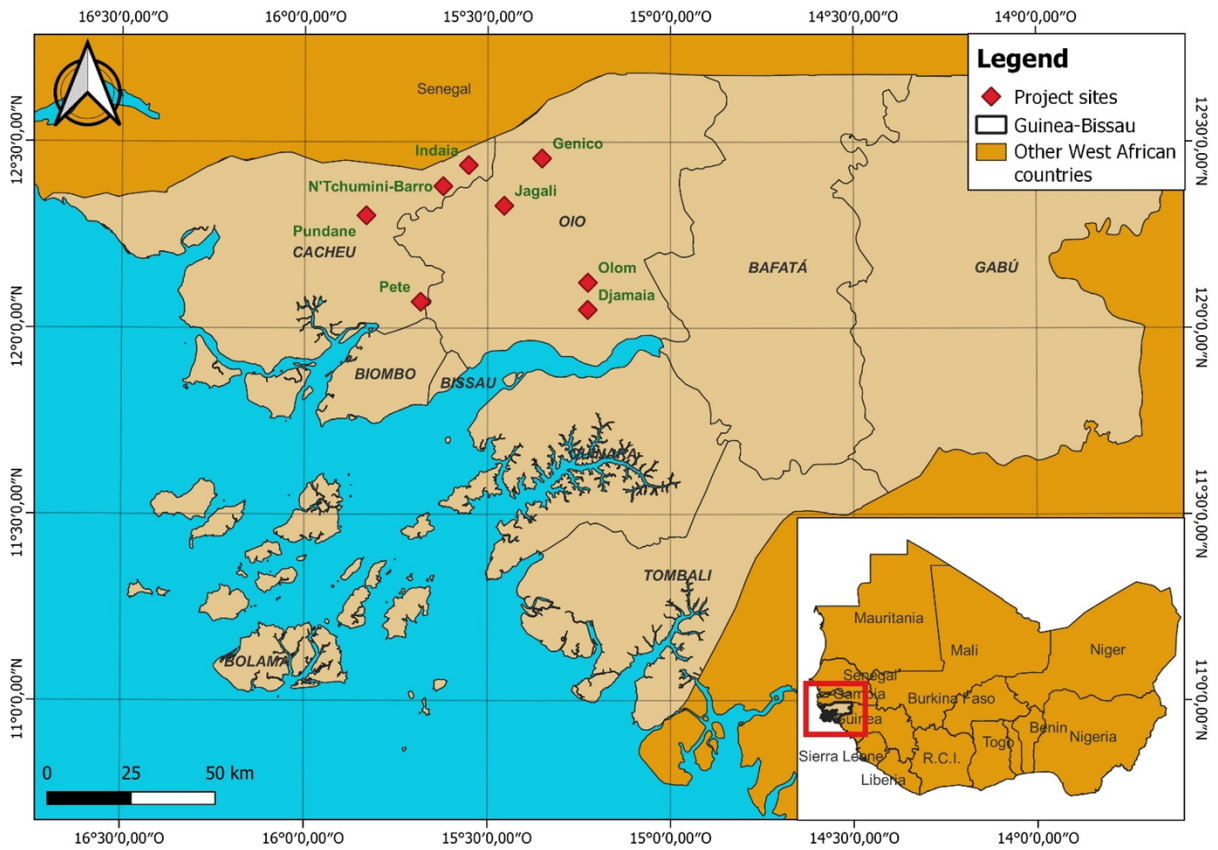 16°30′0,00″O 16°0′0,00″O 15°30′0,00″O 15°0′0,00″O 14°30′0,00″O 14°0′0,00″O
Legend
Project sites
Guinea-Bissau
Other West African
countries
Senegal
12°30′0,00″N
12°30′0,00″N
Indaia
Genico
N'Tchumini-Barro
Jagali
Pundane
OIO
CACHEU
BAFATÁ
GABÚ
Olom
Pete
Djamaia
12°0′0,00″N
12°0′0,00″N
BIOMBO
BISSAU
QUINARA
11°30′0,00″N
11°30′0,00″N
TOMBALI
BOLAMA
11°0′0,00″N
11°0′0,00″N
Mauritania
Mali
Niger
Senegal
Gambia
Burkina Faso
Guinea
Benin
Togo
Nigeria
Sierra Leone
R.C.I.
Liberia
0 25 50 km
16°30′0,00″O 16°0′0,00″O 15°30′0,00″O 15°0′0,00″O 14°30′0,00″O 14°0′0,00″O